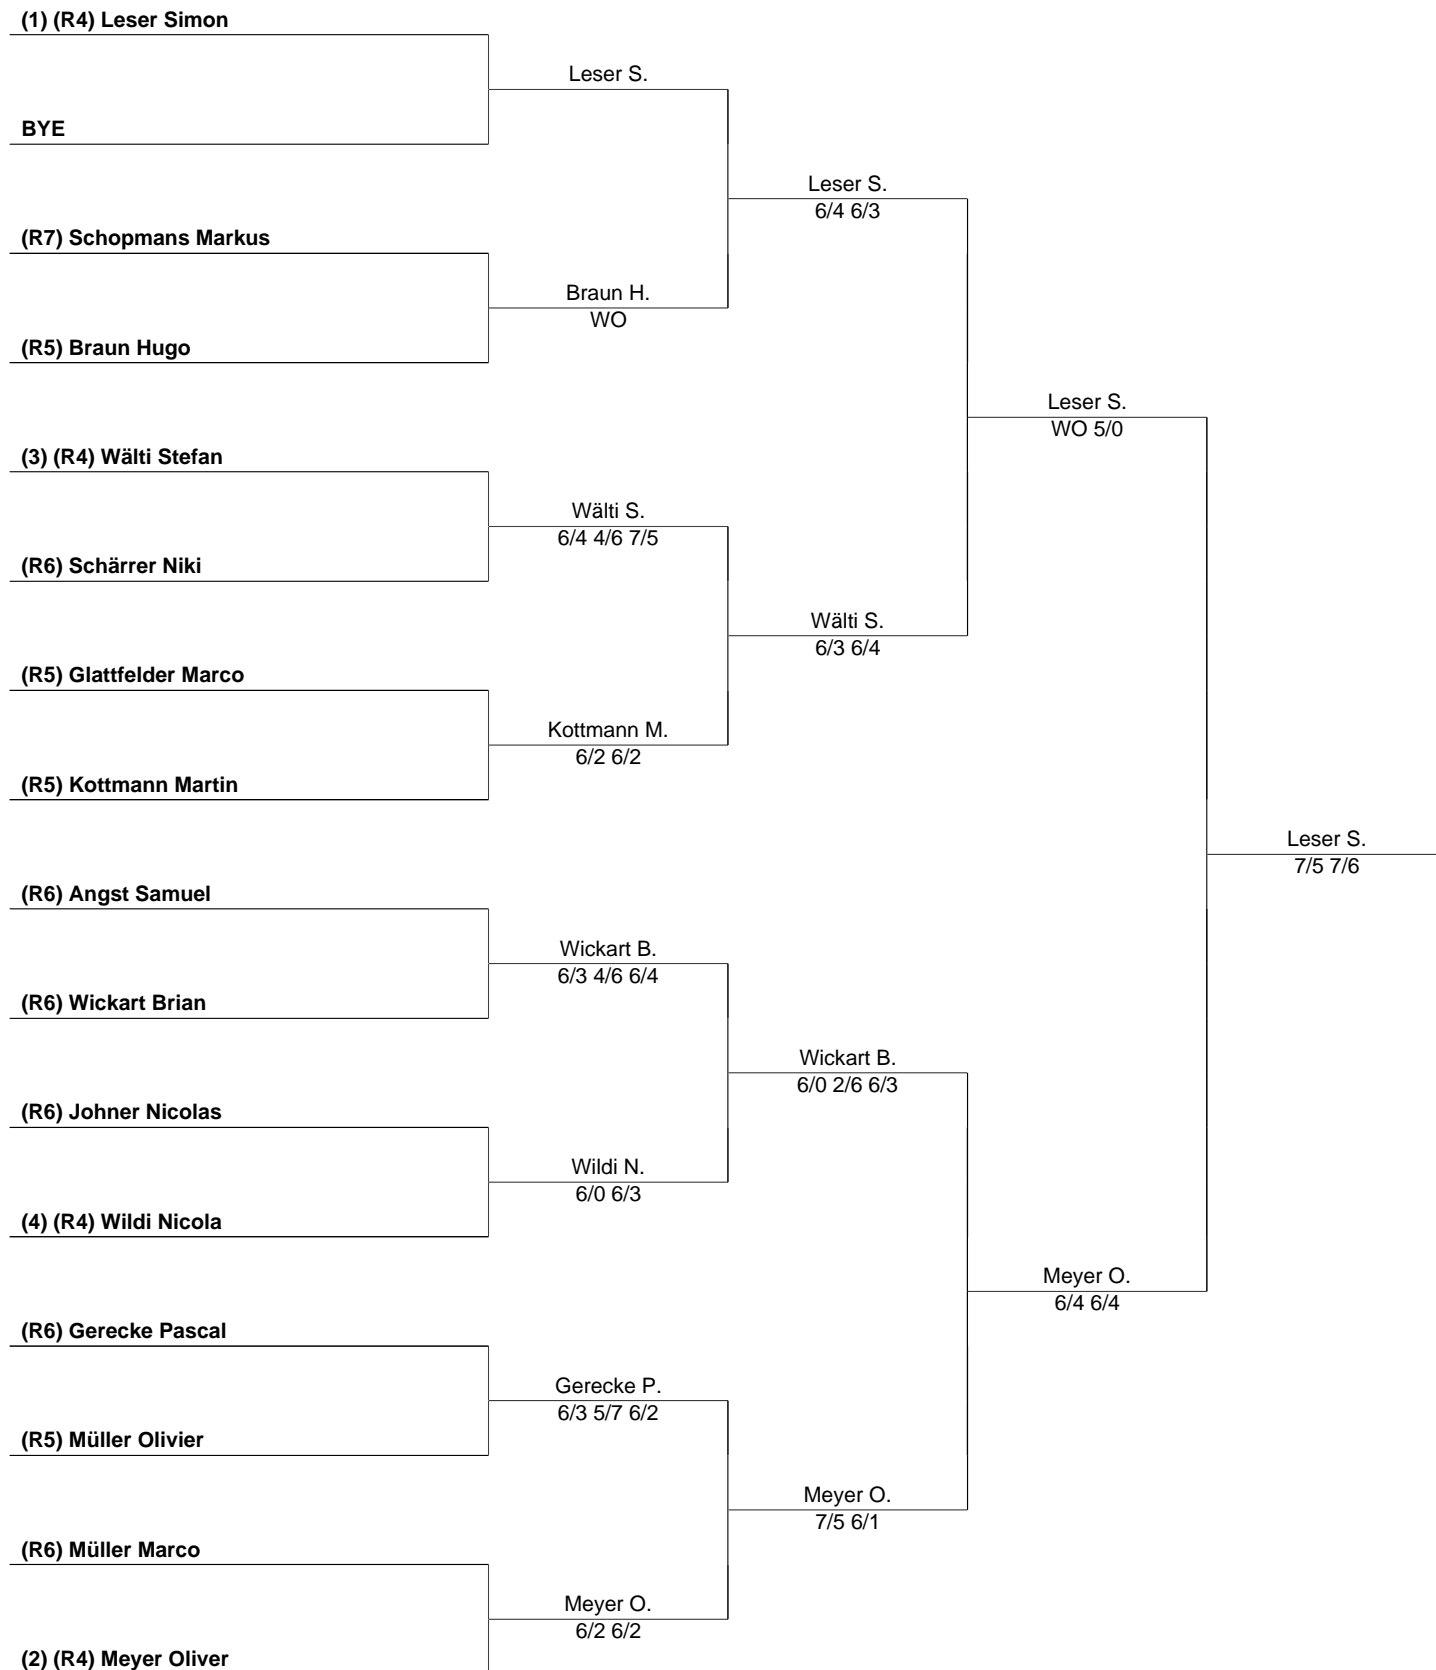 (1) (R4) Leser Simon
Leser S.
BYE
Leser S.
6/4 6/3
(R7) Schopmans Markus
Braun H.
WO
(R5) Braun Hugo
Leser S.
WO 5/0
(3) (R4) Wälti Stefan
Wälti S.
6/4 4/6 7/5
(R6) Schärrer Niki
Wälti S.
6/3 6/4
(R5) Glattfelder Marco
Kottmann M.
6/2 6/2
(R5) Kottmann Martin
Leser S.
7/5 7/6
(R6) Angst Samuel
Wickart B.
6/3 4/6 6/4
(R6) Wickart Brian
Wickart B.
6/0 2/6 6/3
(R6) Johner Nicolas
Wildi N.
6/0 6/3
(4) (R4) Wildi Nicola
Meyer O.
6/4 6/4
(R6) Gerecke Pascal
Gerecke P.
6/3 5/7 6/2
(R5) Müller Olivier
Meyer O.
7/5 6/1
(R6) Müller Marco
Meyer O.
6/2 6/2
(2) (R4) Meyer Oliver